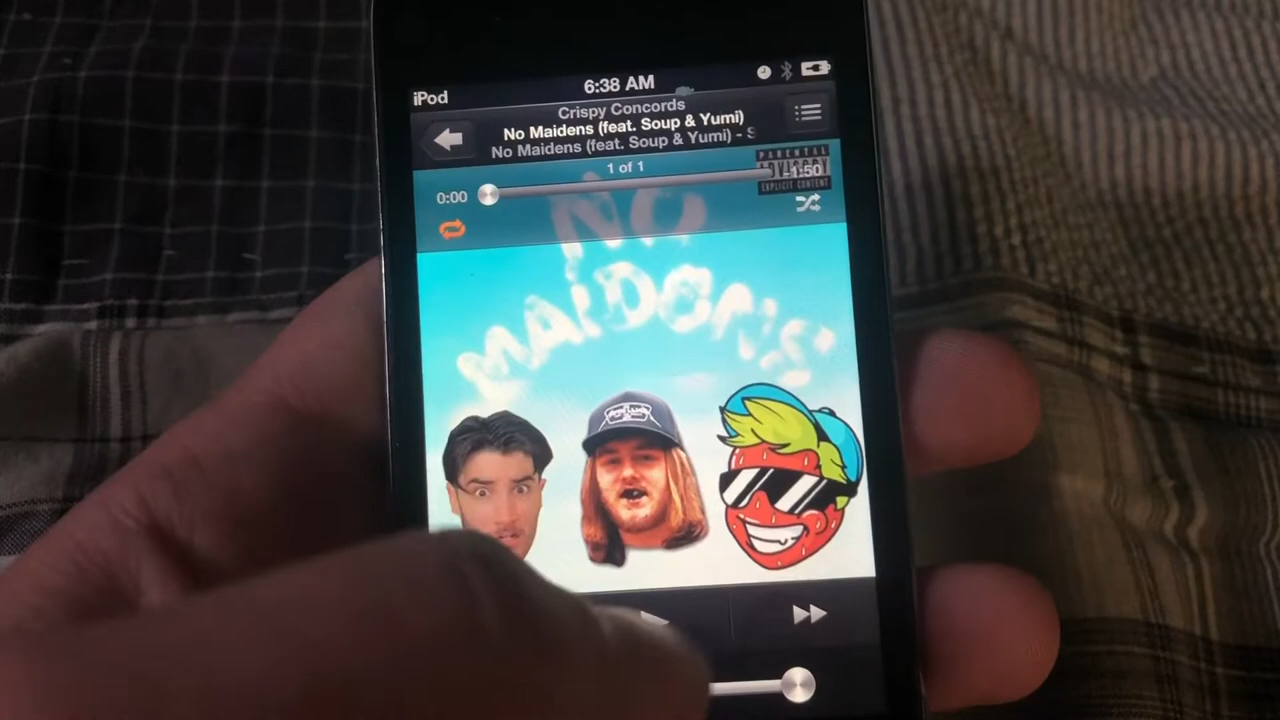 iPod
6:38 AM
Crispy Concords
No Maidens (feat. Soup & Yumi)
No Maidens (feat. Soup & Yumi) - S
1 of 1
0:00
-1:50
PARENTAL
ADVISORY
EXPLICIT CONTENT
NO
MAIDENS